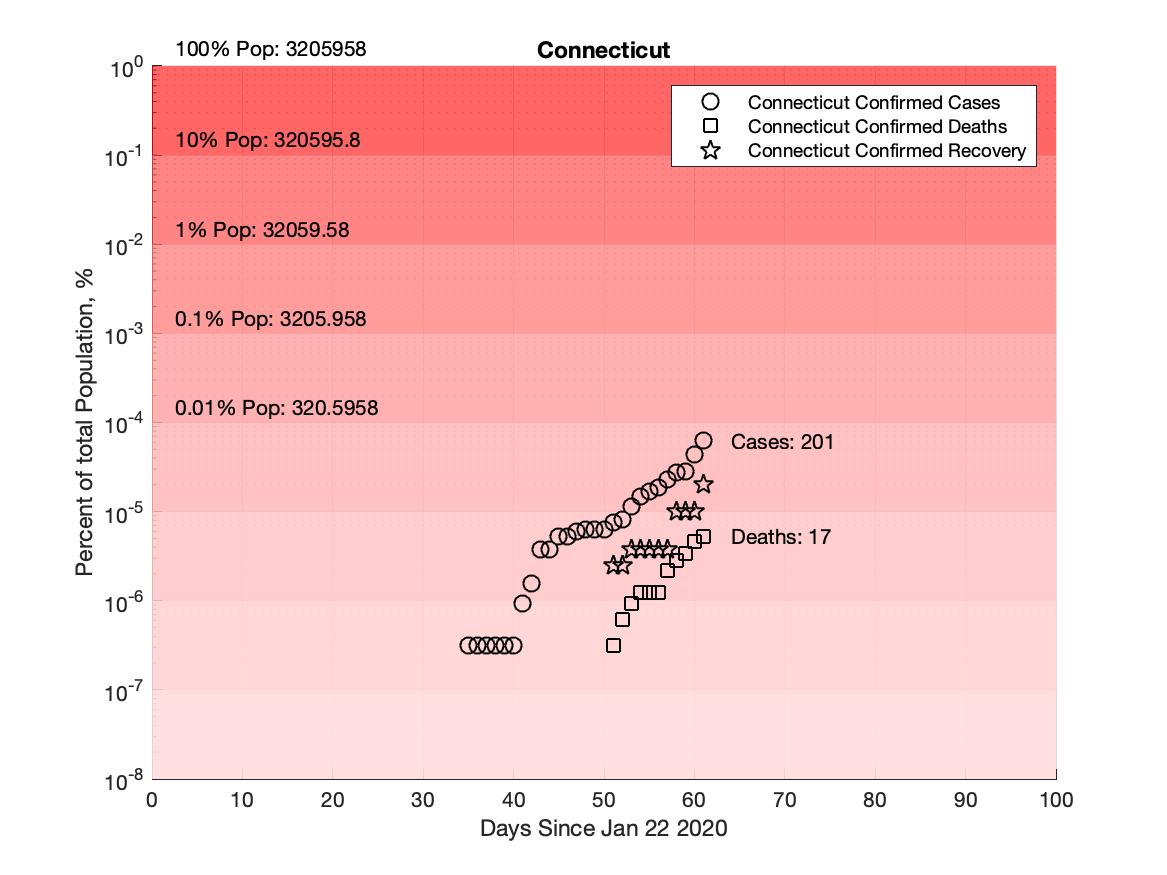 100% Pop: 3205958
Connecticut
10^0
Connecticut Confirmed Cases
Connecticut Confirmed Deaths
Connecticut Confirmed Recovery
10% Pop: 320595.8
10^-1
1% Pop: 32059.58
10^-2
0.1% Pop: 3205.958
10^-3
0.01% Pop: 320.5958
10^-4
Cases: 201
10^-5
Deaths: 17
10^-6
10^-7
10^-8
Percent of total Population, %
0 10 20 30 40 50 60 70 80 90 100
Days Since Jan 22 2020